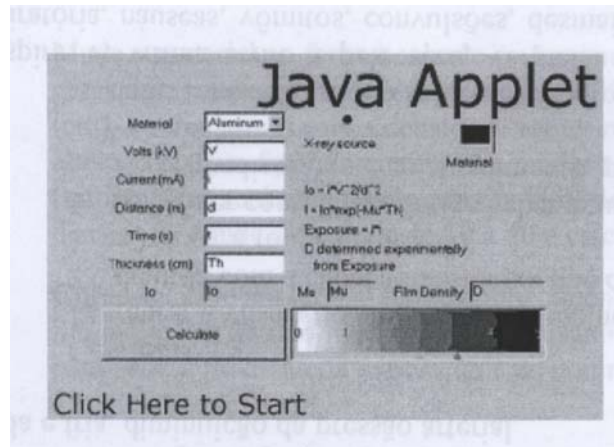 Java Applet
Material Aluminum
Volts (kV) V
Current(mA)
Distance (m) d
Time (s)
Thickness (cm) Th
Io Io
X-ray source
Material
Io = i*V^2/d^2
I = Io*exp(-Mu*Th)
Exposure = I*t
D determined experimentally
from Exposure
Mu Mu Film Density D
Calculate
0 1
Click Here to Start